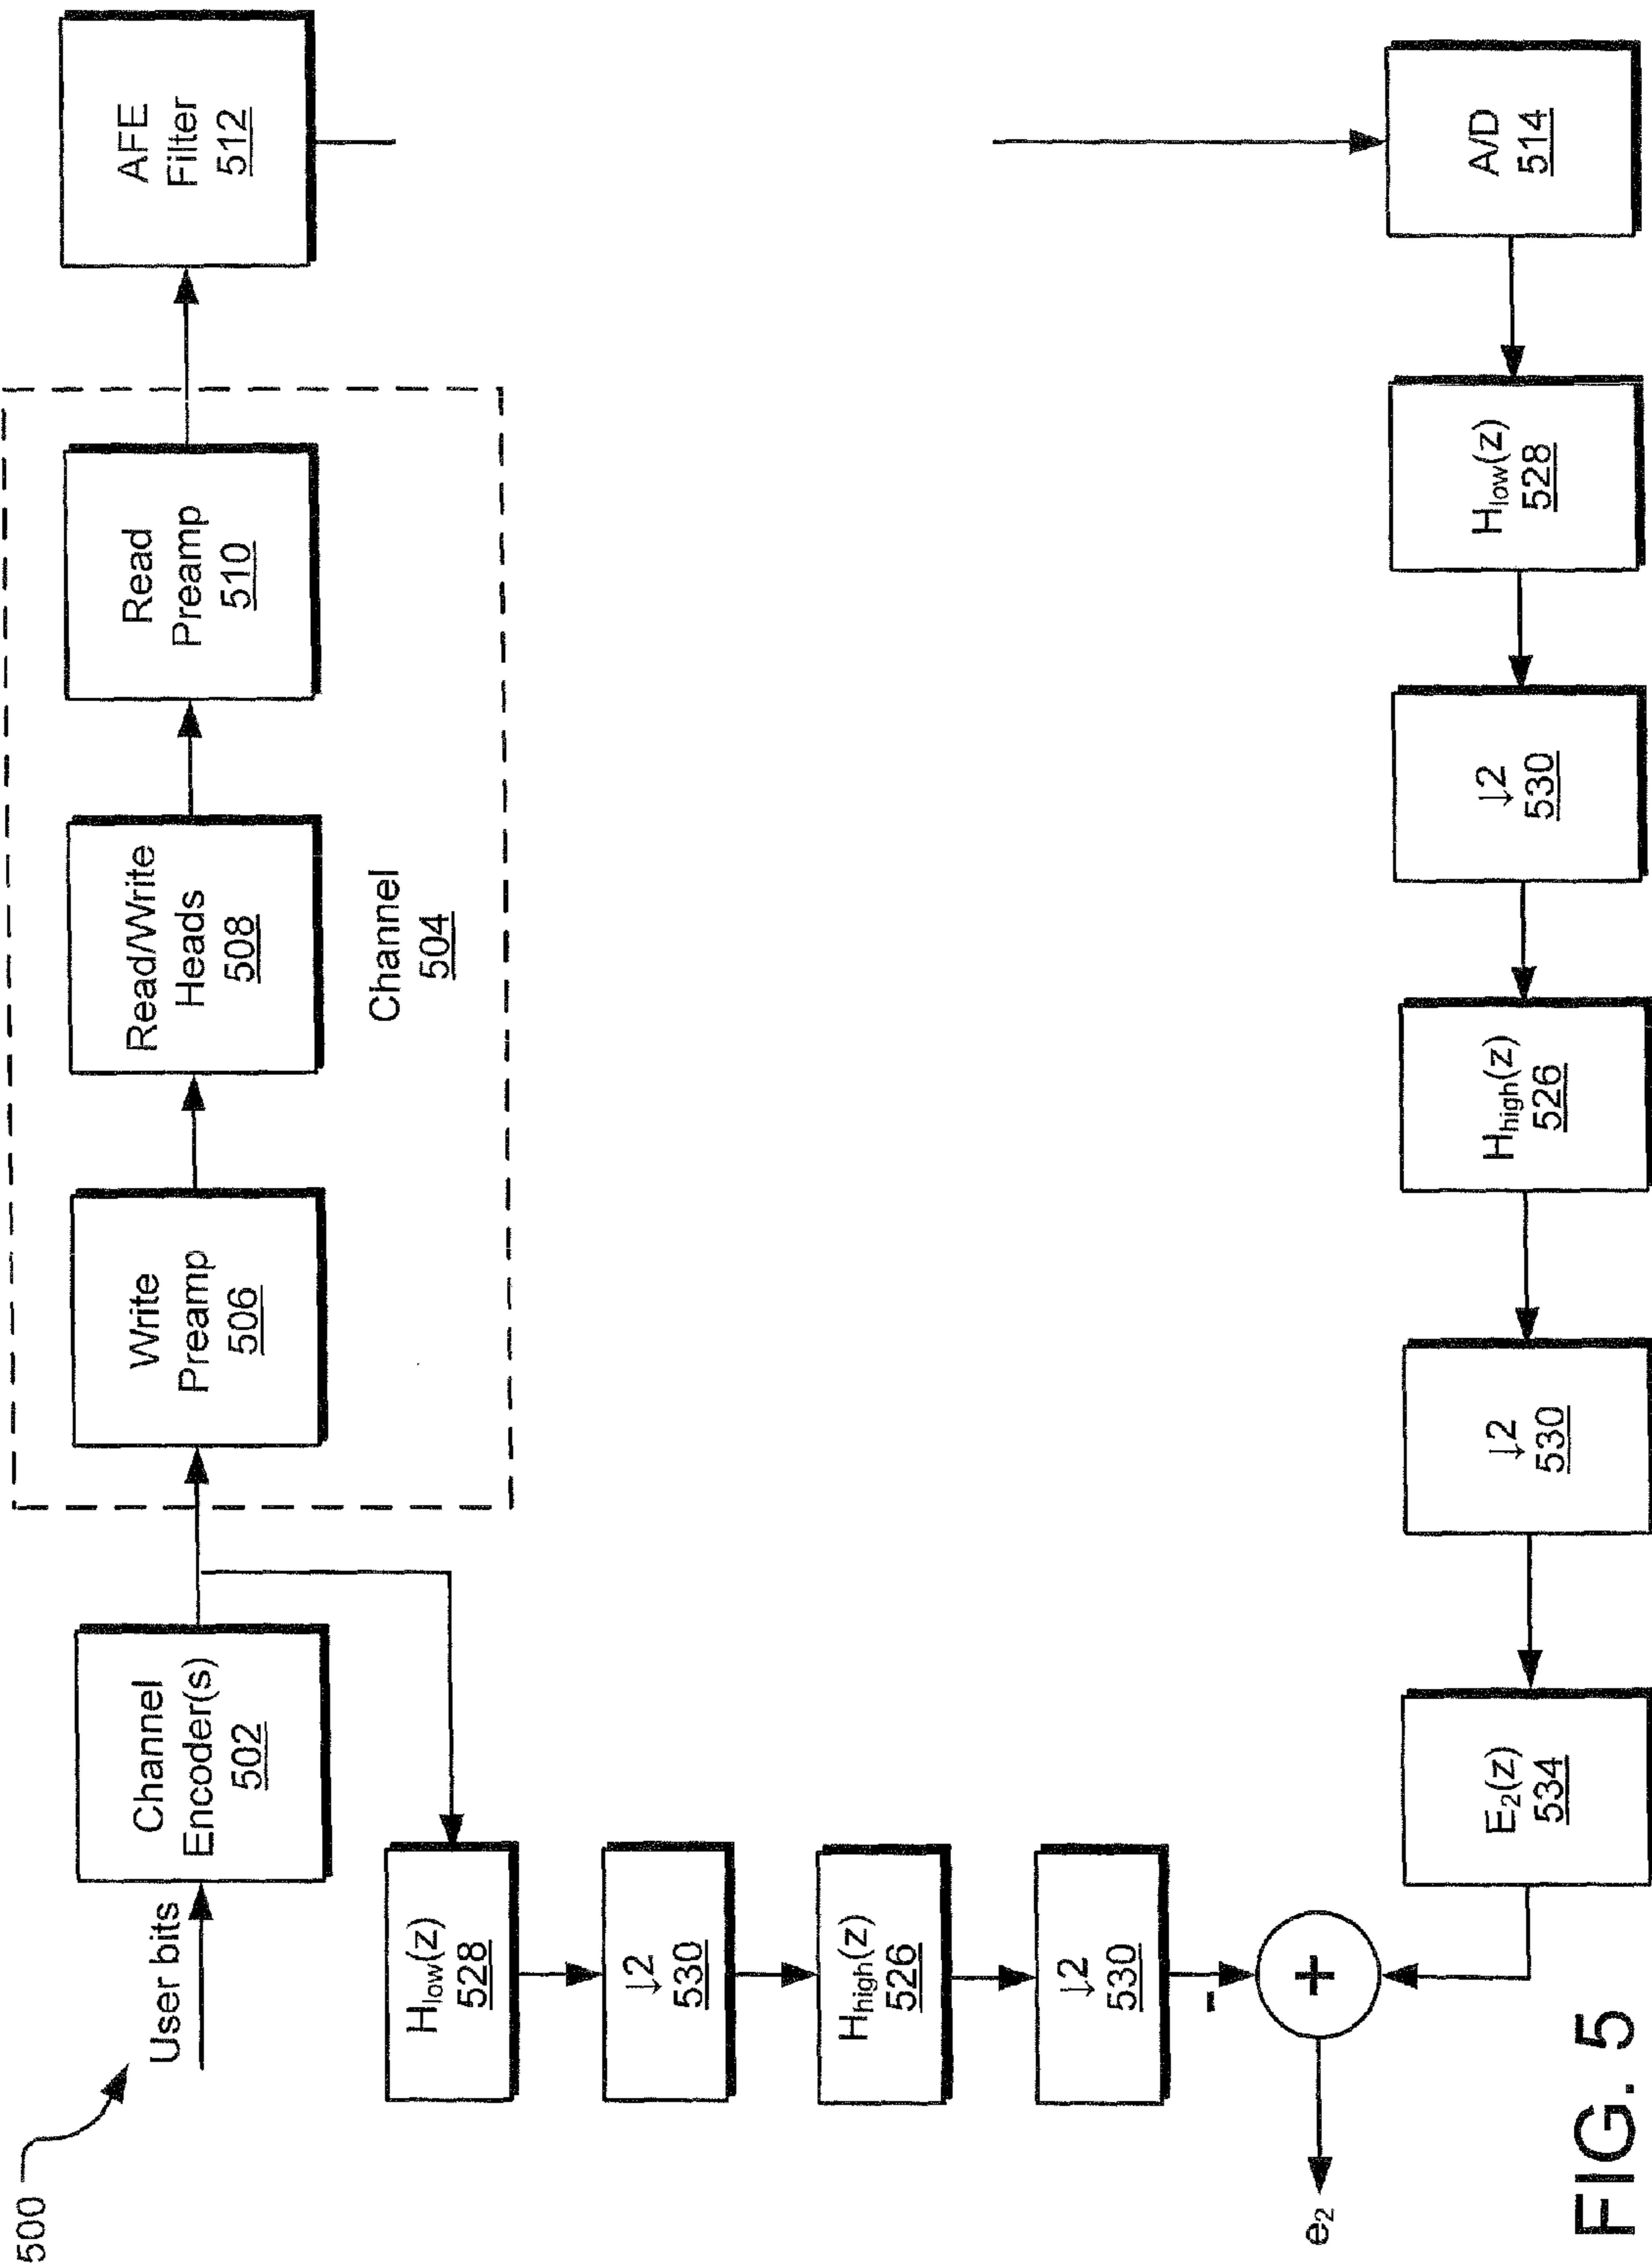 500
User bits
Channel
Encoder(s)
502
Write
Preamp
506
Read/Write
Heads
508
Read
Preamp
510
Channel
504
AFE
Filter
512
Hlow(z)
528
↓2
530
Hhigh(z)
526
↓2
530
-
+
e2
A/D
514
Hlow(z)
528
↓2
530
Hhigh(z)
526
↓2
530
E2(z)
534
FIG. 5